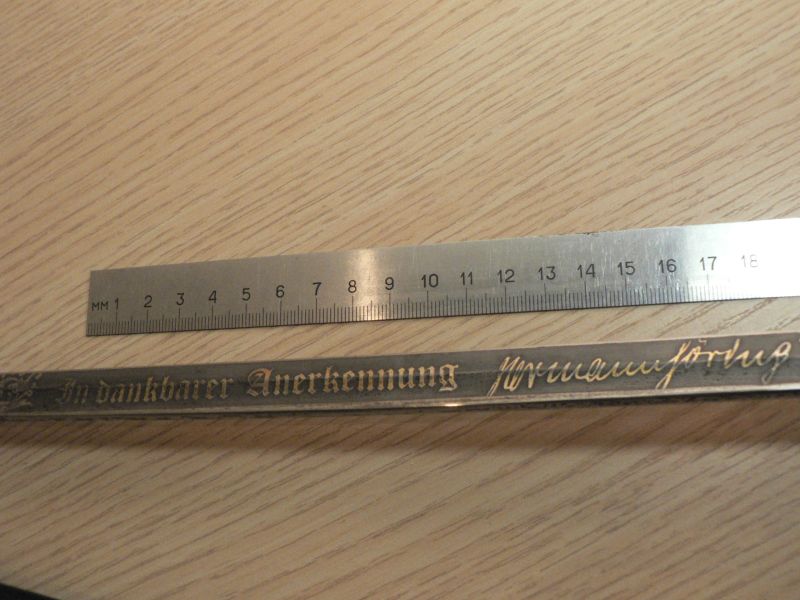 MM 1 2 3 4 5 6 7 8 9 10 11 12 13 14 15 16 17 18
In dankbarer Anerkennung Hermann Göring